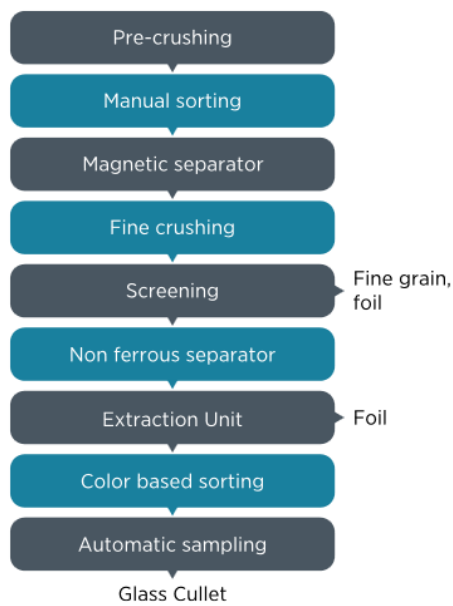 Pre-crushing
Manual sorting
Magnetic separator
Fine crushing
Screening
Fine grain,
foil
Non ferrous separator
Extraction Unit
Foil
Color based sorting
Automatic sampling
Glass Cullet